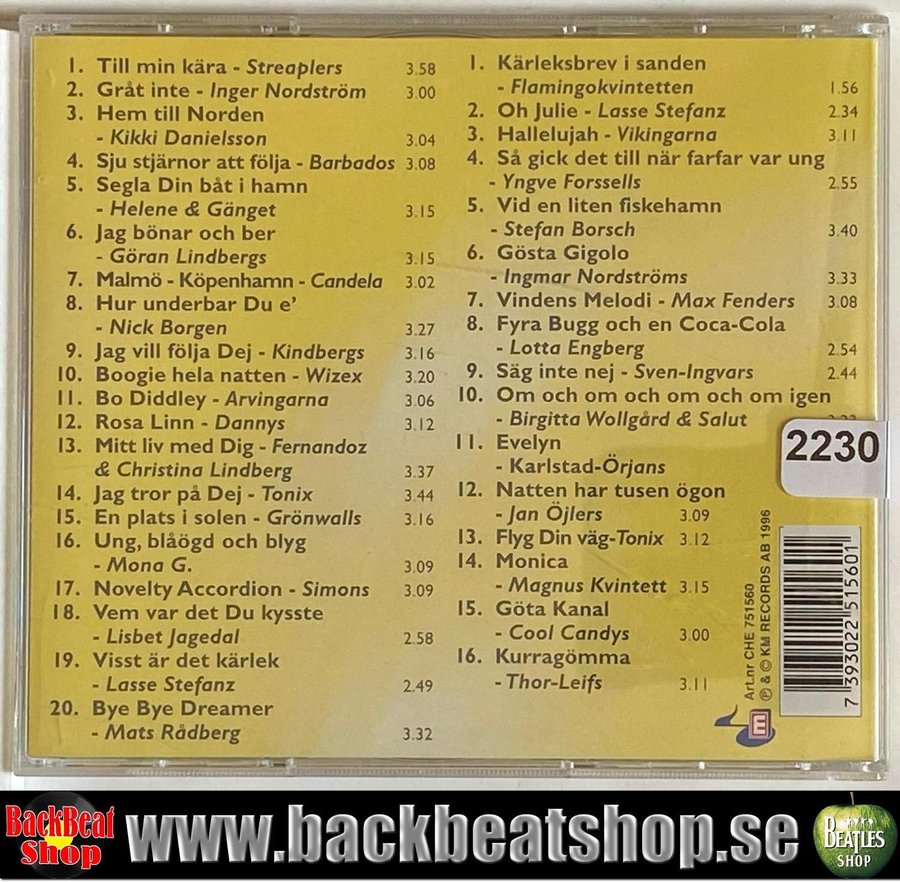 1. Till min kära - Streaplers 3.58
2. Gråt inte - Inger Nordström 3.00
3. Hem till Norden
- Kikki Danielsson 3.04
4. Sju stjärnor att följa - Barbados 3.08
5. Segla Din båt i hamn
- Helene & Gänget 3.15
6. Jag bönar och ber
- Göran Lindbergs 3.15
7. Malmö - Köpenhamn - Candela 3.02
8. Hur underbar Du e'
- Nick Borgen 3.27
9. Jag vill följa Dej - Kindbergs 3.16
10. Boogie hela natten - Wizex 3.20
11. Bo Diddley - Arvingarna 3.06
12. Rosa Linn - Dannys 3.12
13. Mitt liv med Dig - Fernandoz
& Christina Lindberg 3.37
14. Jag tror på Dej - Tonix 3.44
15. En plats i solen - Grönwalls 3.16
16. Ung, blåögd och blyg
- Mona G. 3.09
17. Novelty Accordion - Simons 3.09
18. Vem var det Du kysste
- Lisbet Jagedal 2.58
19. Visst är det kärlek
- Lasse Stefanz 2.49
20. Bye Bye Dreamer
- Mats Rådberg 3.32
1. Kärleksbrev i sanden
- Flamingokvintetten 1.56
2. Oh Julie - Lasse Stefanz 2.34
3. Hallelujah - Vikingarna 3.11
4. Så gick det till när farfar var ung
- Yngve Forssells 2.55
5. Vid en liten fiskehamn
- Stefan Borsch 3.40
6. Gösta Gigolo
- Ingmar Nordströms 3.33
7. Vindens Melodi - Max Fenders 3.08
8. Fyra Bugg och en Coca-Cola
- Lotta Engberg 2.54
9. Säg inte nej - Sven-Ingvars 2.44
10. Om och om och om och om igen
- Birgitta Wollgård & Salut
11. Evelyn
- Karlstad-Örjans
12. Natten har tusen ögon
- Jan Öjlers 3.09
13. Flyg Din väg-Tonix 3.12
14. Monica
- Magnus Kvintett 3.15
15. Göta Kanal
- Cool Candys 3.00
16. Kurragömma
- Thor-Leifs 3.11
2230
Art.nr CHE 751560
℗ & © KM RECORDS AB 1996
7 393022 515601
BackBeat
Shop
www.backbeatshop.se
BEATLES
SHOP